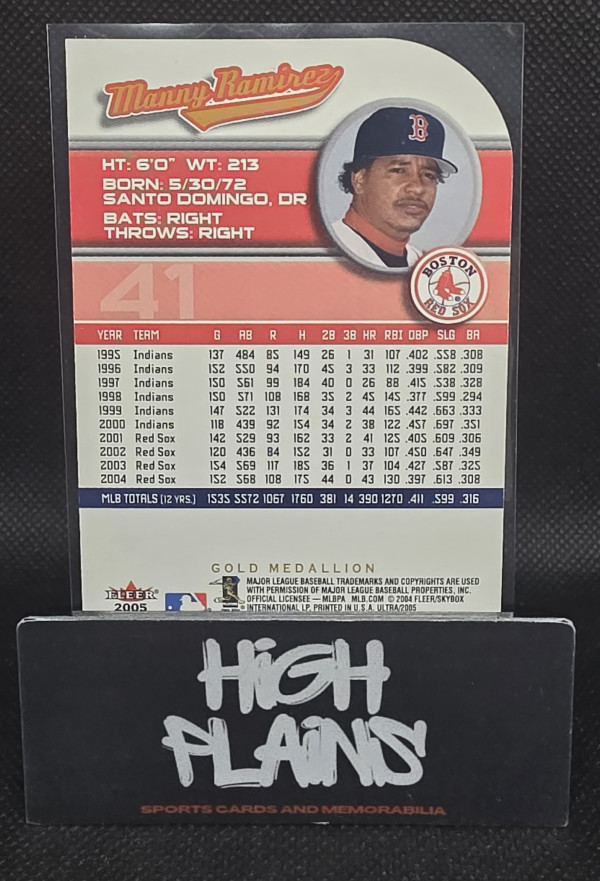 Manny Ramirez
HT: 6'0" WT: 213
BORN: 5/30/72
SANTO DOMINGO, DR
BATS: RIGHT
THROWS: RIGHT
B
BOSTON
RED SOX
41
YEAR TEAM G AB R H 2B 3B HR RBI OBP SLG BA
1995 Indians 137 484 85 149 26 1 31 107 .402 .558 .308
1996 Indians 152 550 94 170 45 3 33 112 .399 .582 .309
1997 Indians 150 561 99 184 40 0 26 88 .415 .538 .328
1998 Indians 150 571 108 168 35 2 45 145 .377 .599 .294
1999 Indians 147 522 131 174 34 3 44 165 .442 .663 .333
2000 Indians 118 439 92 154 34 2 38 122 .457 .697 .351
2001 Red Sox 142 529 93 162 33 2 41 125 .405 .609 .306
2002 Red Sox 120 436 84 152 31 0 33 107 .450 .647 .349
2003 Red Sox 154 569 117 185 36 1 37 104 .427 .587 .325
2004 Red Sox 152 568 108 175 44 0 43 130 .397 .613 .308
MLB TOTALS (12 YRS.) 1535 5572 1067 1760 381 14 390 1270 .411 .599 .316
GOLD MEDALLION
FLEER
2005
MAJOR LEAGUE BASEBALL TRADEMARKS AND COPYRIGHTS ARE USED
WITH PERMISSION OF MAJOR LEAGUE BASEBALL PROPERTIES, INC.
OFFICIAL LICENSEE — MLBPA MLB.COM © 2004 FLEER/SKYBOX
INTERNATIONAL LP. PRINTED IN U.S.A. ULTRA/2005
HIGH
PLAINS
SPORTS CARDS AND MEMORABILIA